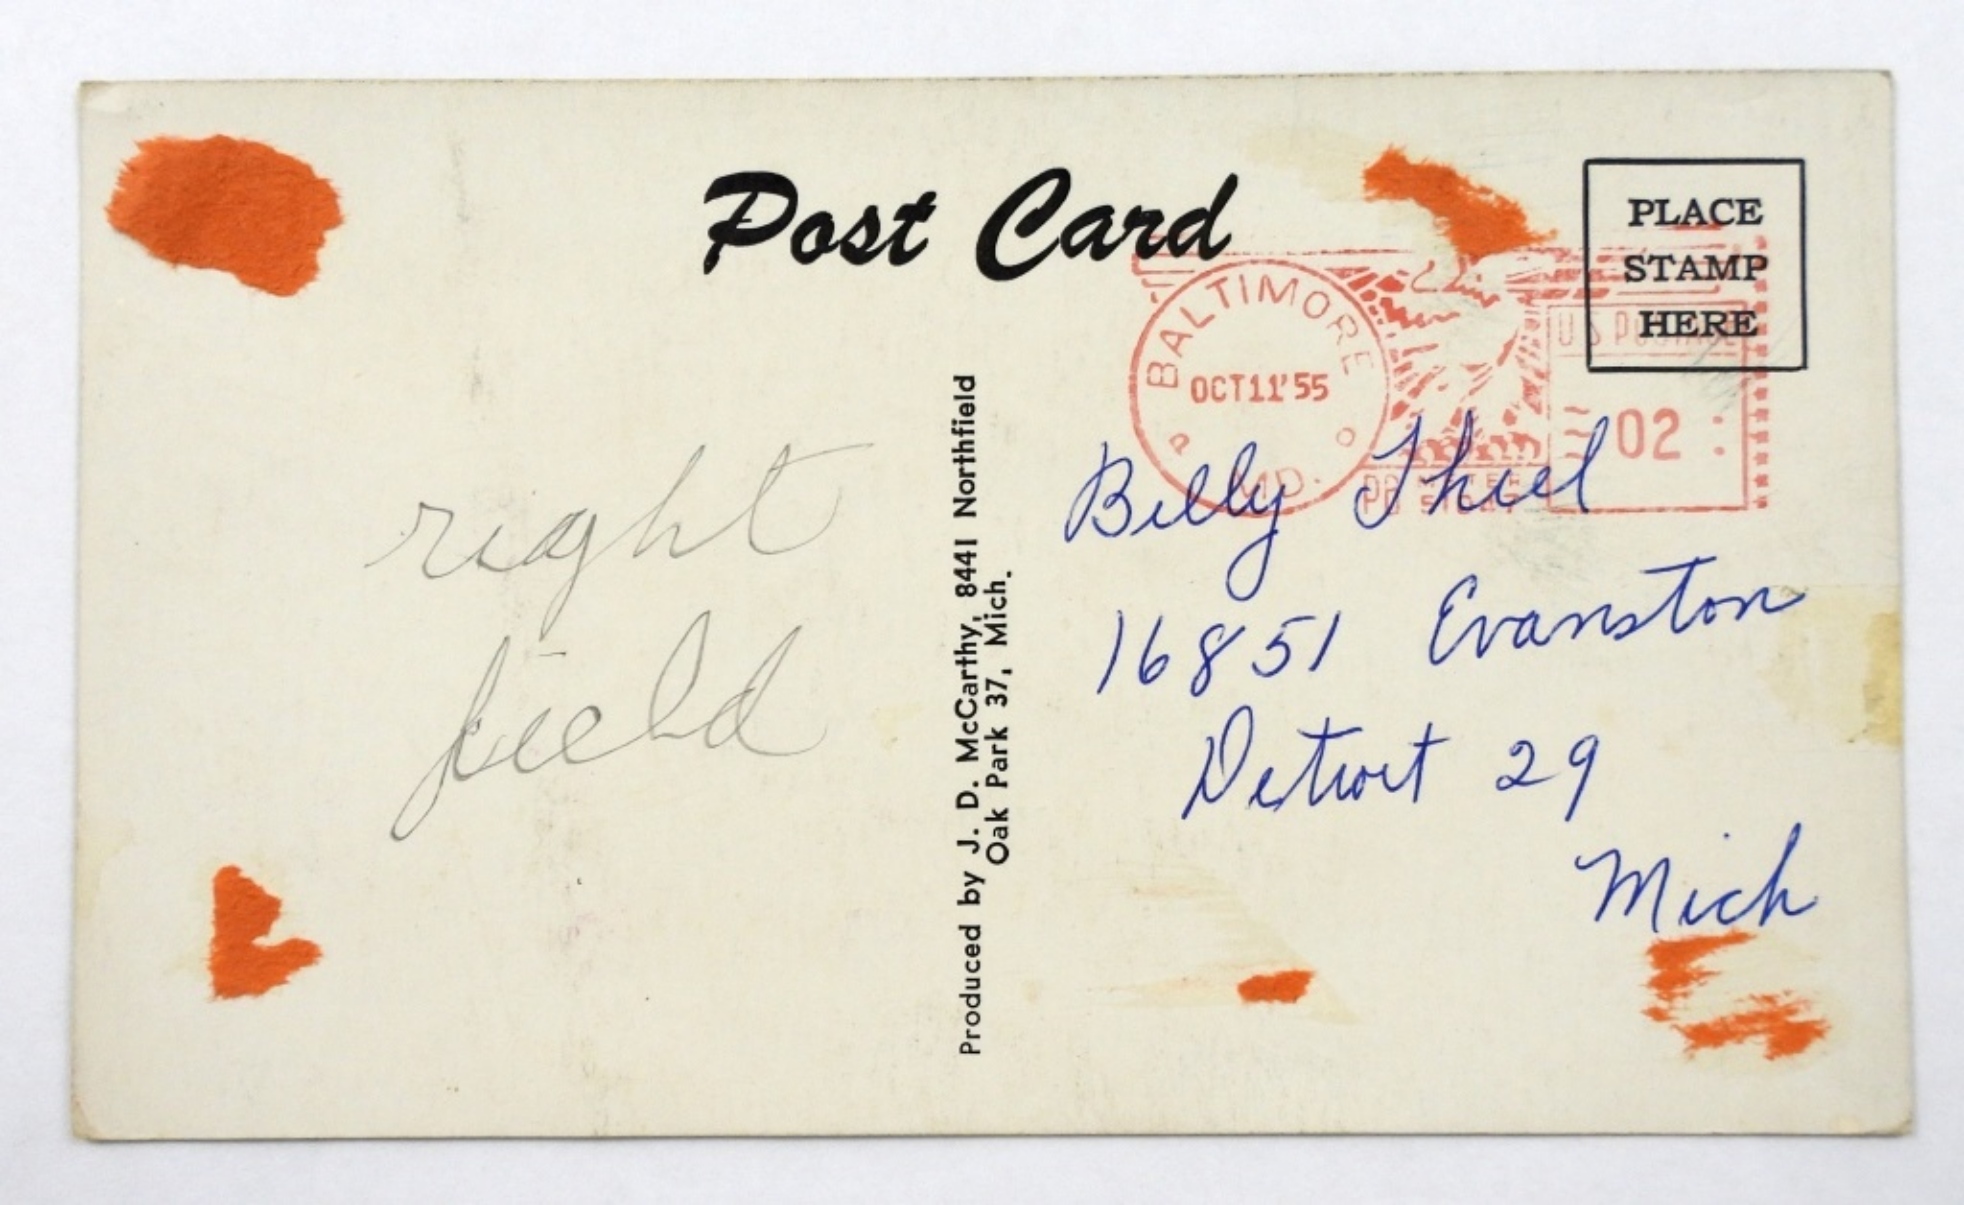 Post Card
PLACE
STAMP
HERE
BALTIMORE
OCT 11 '55
MD.
U S POSTAGE
02
right
field
Produced by J. D. McCarthy, 8441 Northfield
Oak Park 37, Mich.
Billy Thiel
16851 Evanston
Detroit 29
Mich